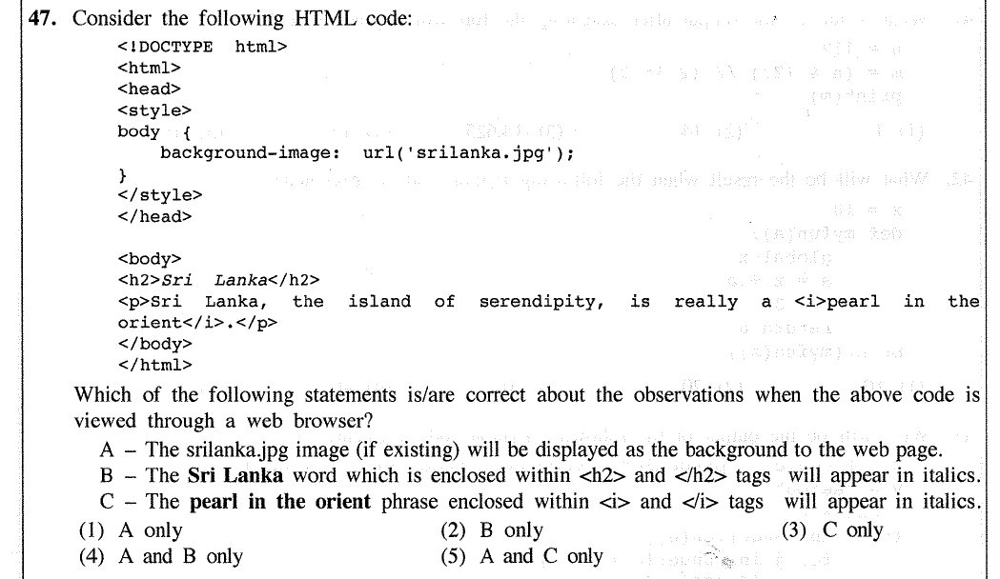 47. Consider the following HTML code:
<!DOCTYPE html>
<html>
<head>
<style>
body {
background-image: url('srilanka.jpg');
}
</style>
</head>
<body>
<h2>Sri Lanka</h2>
<p>Sri Lanka, the island of serendipity, is really a <i>pearl in the
orient</i>.</p>
</body>
</html>
Which of the following statements is/are correct about the observations when the above code is
viewed through a web browser?
A – The srilanka.jpg image (if existing) will be displayed as the background to the web page.
B – The Sri Lanka word which is enclosed within <h2> and </h2> tags will appear in italics.
C – The pearl in the orient phrase enclosed within <i> and </i> tags will appear in italics.
(1) A only (2) B only (3) C only
(4) A and B only (5) A and C only